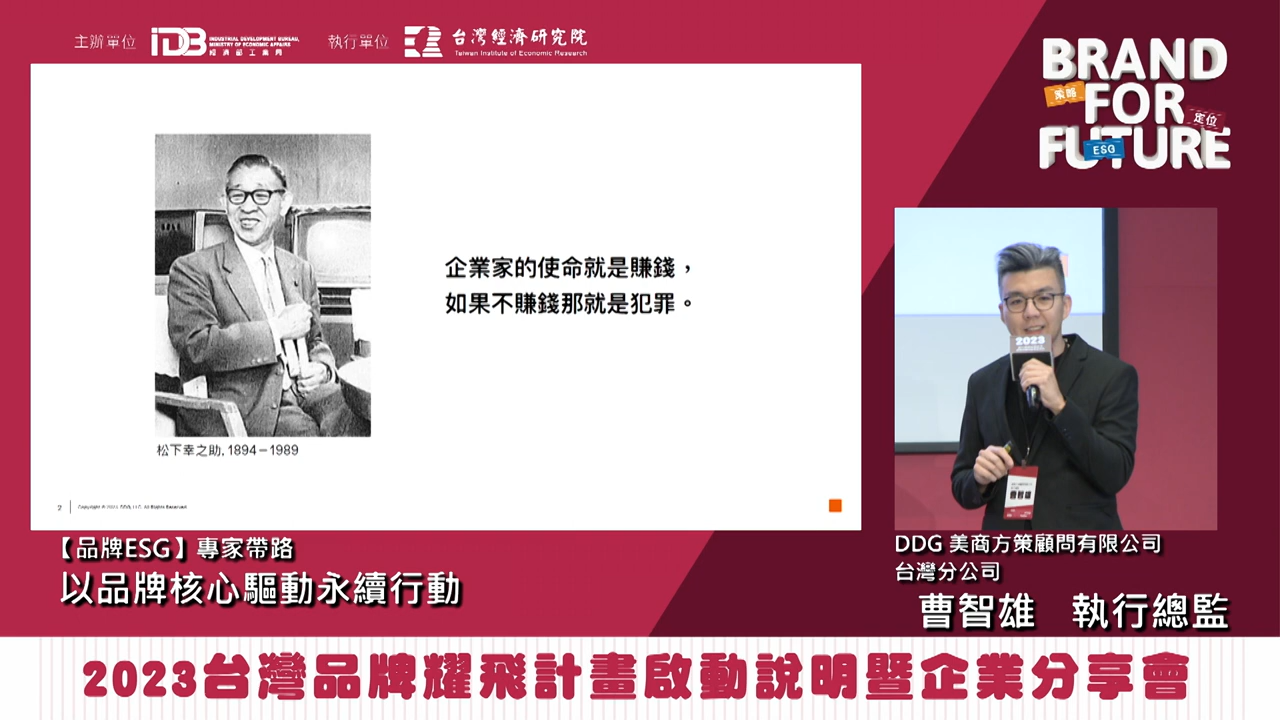 主辦單位
IDB
INDUSTRIAL DEVELOPMENT BUREAU,
MINISTRY OF ECONOMIC AFFAIRS
經濟部工業局
執行單位
台灣經濟研究院
Taiwan Institute of Economic Research
BRAND
策略
FOR
定位
FUTURE
ESG
企業家的使命就是賺錢，
如果不賺錢那就是犯罪。
松下幸之助, 1894－1989
2
2023
曹智雄
【品牌ESG】專家帶路
以品牌核心驅動永續行動
DDG 美商方策顧問有限公司
台灣分公司
曹智雄 執行總監
2023台灣品牌耀飛計畫啟動說明暨企業分享會